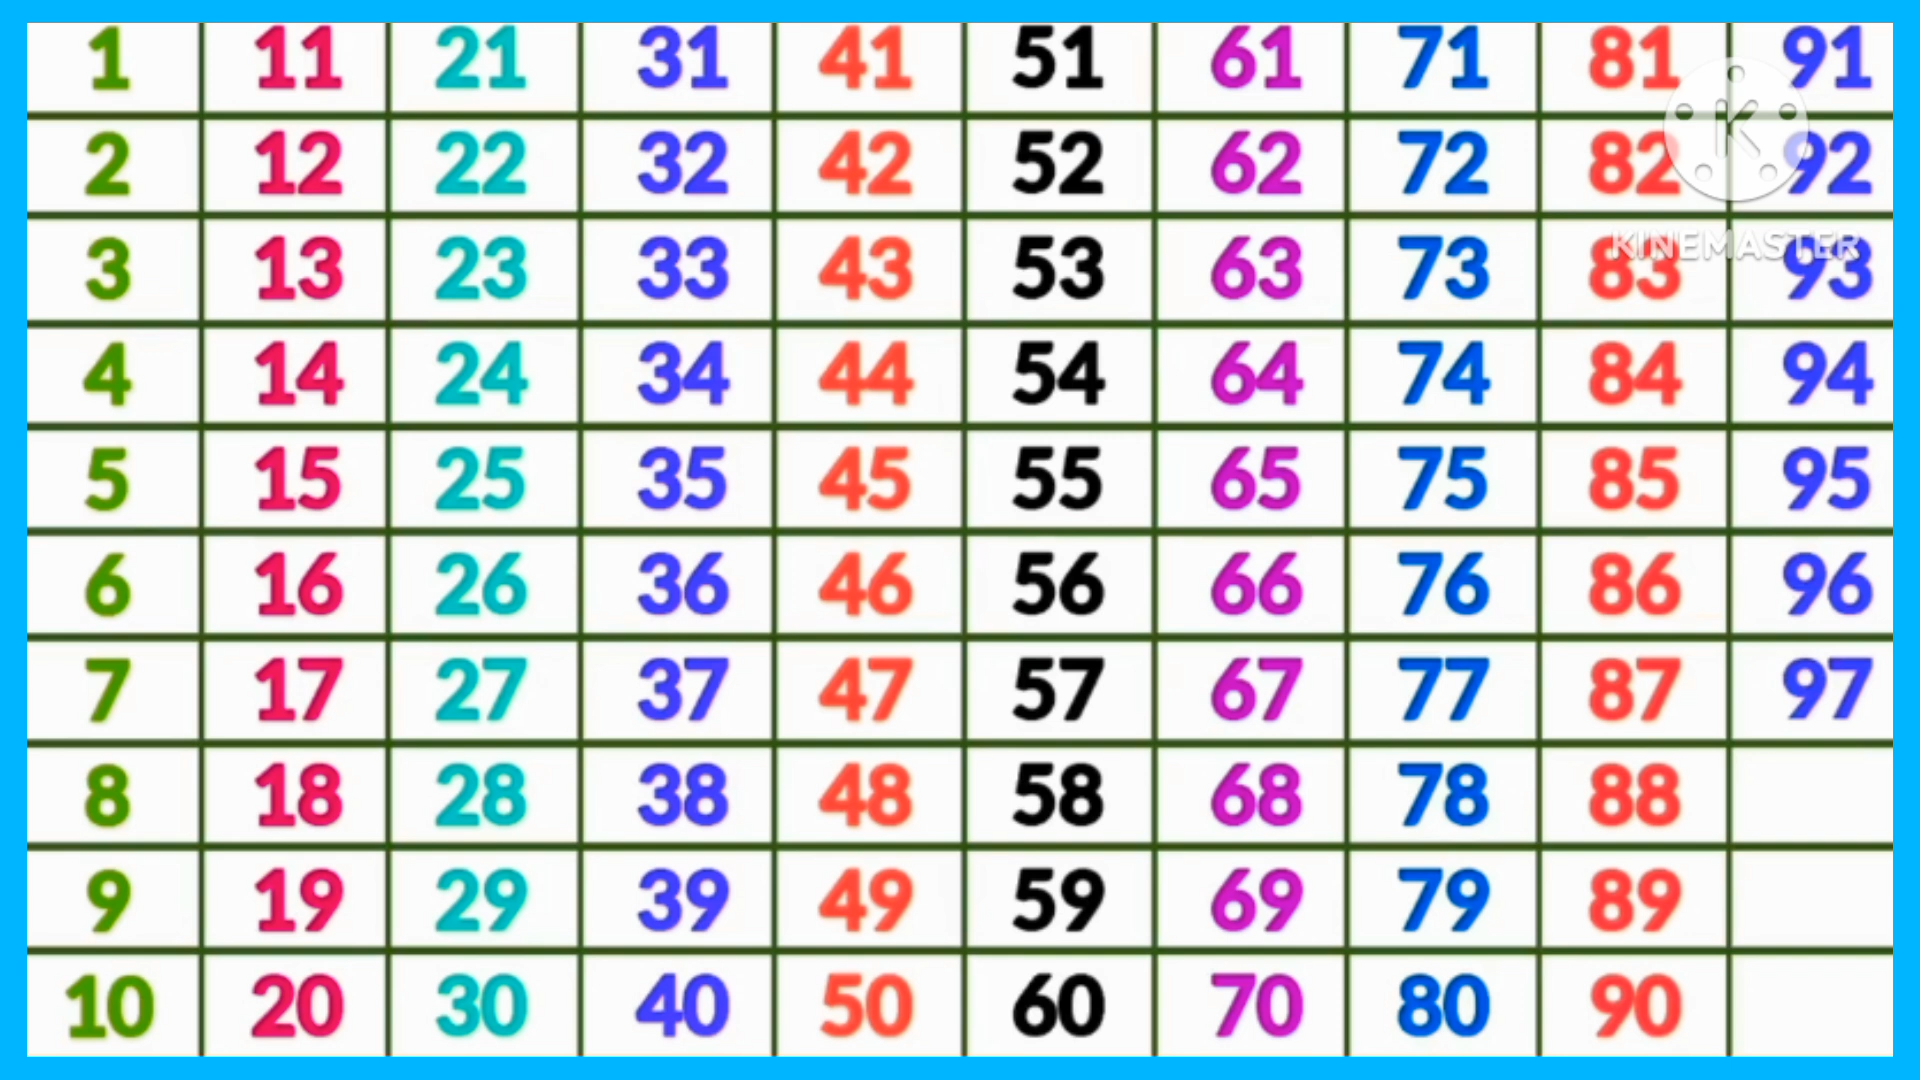 1 11 21 31 41 51 61 71 81 91
2 12 22 32 42 52 62 72 82 92
3 13 23 33 43 53 63 73 83 93
KINEMASTER
4 14 24 34 44 54 64 74 84 94
5 15 25 35 45 55 65 75 85 95
6 16 26 36 46 56 66 76 86 96
7 17 27 37 47 57 67 77 87 97
8 18 28 38 48 58 68 78 88
9 19 29 39 49 59 69 79 89
10 20 30 40 50 60 70 80 90